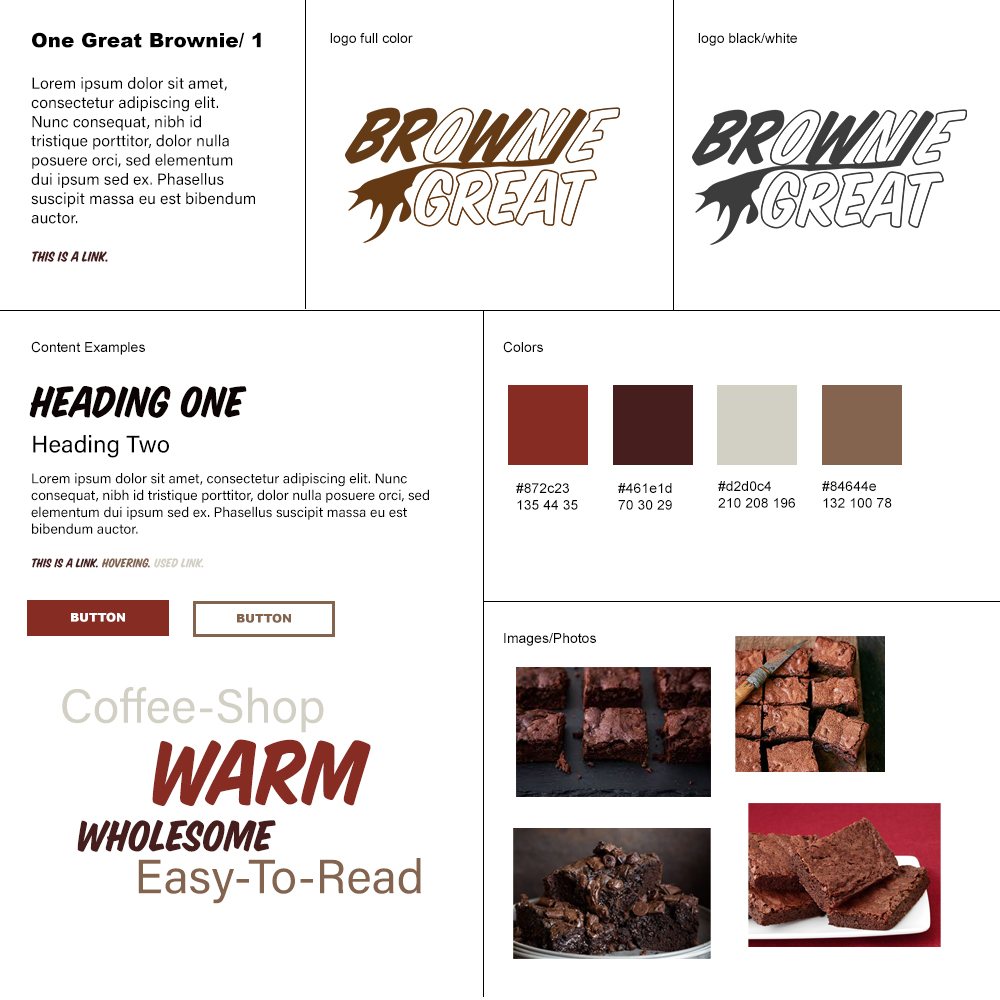 One Great Brownie/ 1
Lorem ipsum dolor sit amet,
consectetur adipiscing elit.
Nunc consequat, nibh id
tristique porttitor, dolor nulla
posuere orci, sed elementum
dui ipsum sed ex. Phasellus
suscipit massa eu est bibendum
auctor.
THIS IS A LINK.
logo full color
BROWNIE
GREAT
logo black/white
BROWNIE
GREAT
Content Examples
HEADING ONE
Heading Two
Lorem ipsum dolor sit amet, consectetur adipiscing elit. Nunc
consequat, nibh id tristique porttitor, dolor nulla posuere orci, sed
elementum dui ipsum sed ex. Phasellus suscipit massa eu est
bibendum auctor.
THIS IS A LINK. HOVERING. USED LINK.
BUTTON BUTTON
Coffee-Shop
WARM
WHOLESOME
Easy-To-Read
Colors
#872c23
135 44 35
#461e1d
70 30 29
#d2d0c4
210 208 196
#84644e
132 100 78
Images/Photos